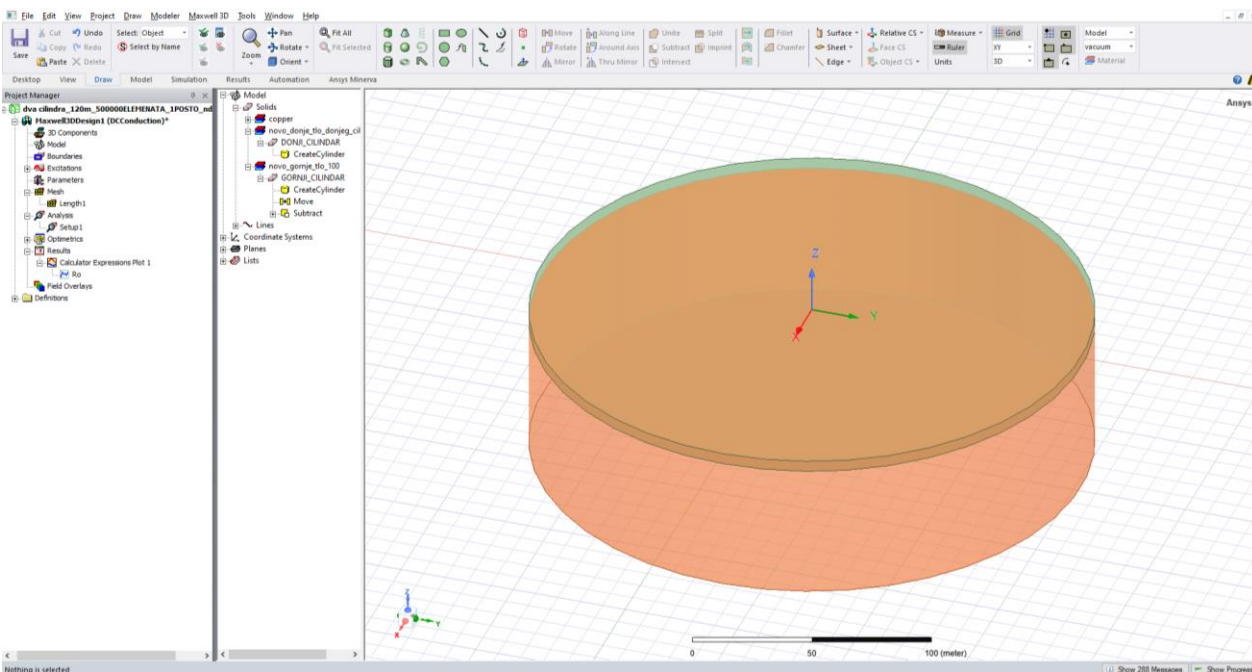 File Edit View Project Draw Modeler Maxwell 3D Tools Window Help
Save
Cut Undo
Copy Redo
Paste Delete
Select: Object
Select by Name
Zoom
Pan
Rotate
Orient
Fit All
Fit Selected
Move Along Line Unite Split Fillet
Rotate Around Axis Subtract Imprint Chamfer
Mirror Thru Mirror Intersect
Surface Relative CS Measure Grid Model
Sheet Face CS Ruler XY vacuum
Edge Object CS Units 3D Material
Desktop View Draw Model Simulation Results Automation Ansys Minerva
Project Manager
dva cilindra_120m_500000ELEMENATA_1POSTO_nd
Maxwell3DDesign1 (DCConduction)*
3D Components
Model
Boundaries
Excitations
Parameters
Mesh
Length1
Analysis
Setup1
Optimetrics
Results
Calculator Expressions Plot 1
Ro
Field Overlays
Definitions
Model
Solids
copper
novo_donje_tlo_donjeg_cil
DONJI_CILINDAR
CreateCylinder
novo_gornje_tlo_100
GORNJI_CILINDAR
CreateCylinder
Move
Subtract
Lines
Coordinate Systems
Planes
Lists
Ansys
Z
Y
X
Z
Y
X
0 50 100 (meter)
Nothing is selected
Show 288 Messages Show Progress